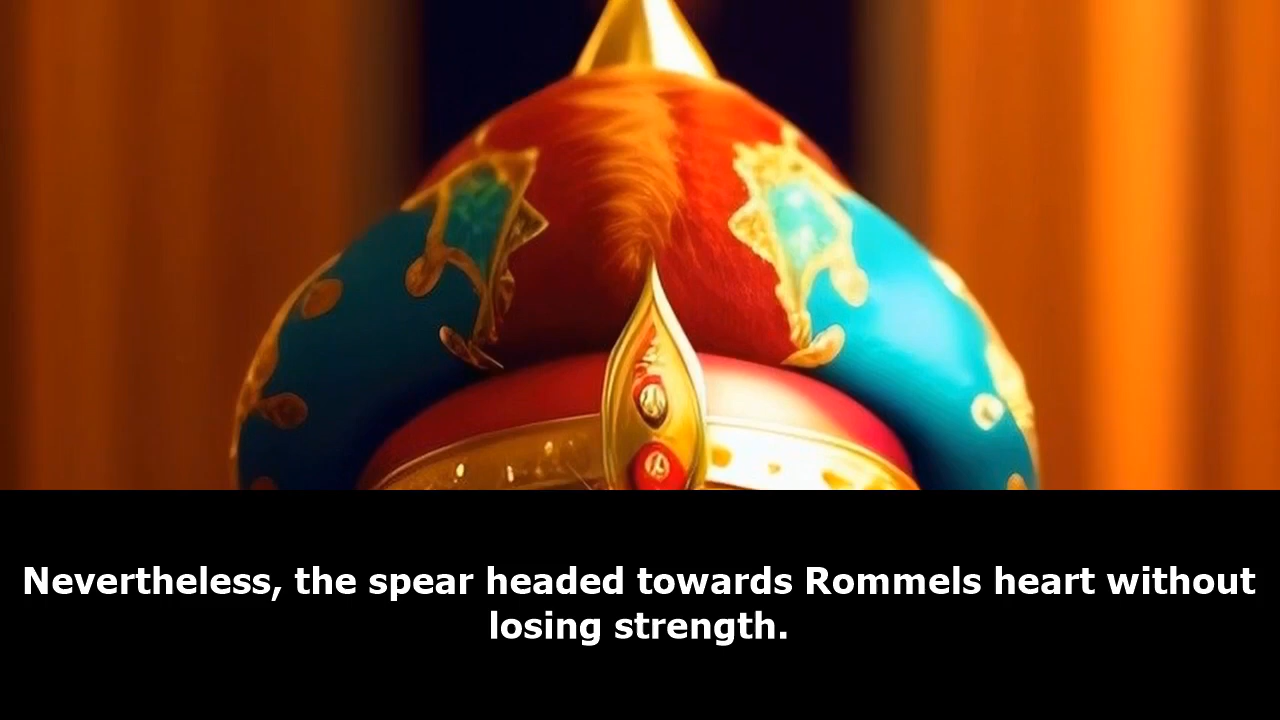 Nevertheless, the spear headed towards Rommels heart without
losing strength.